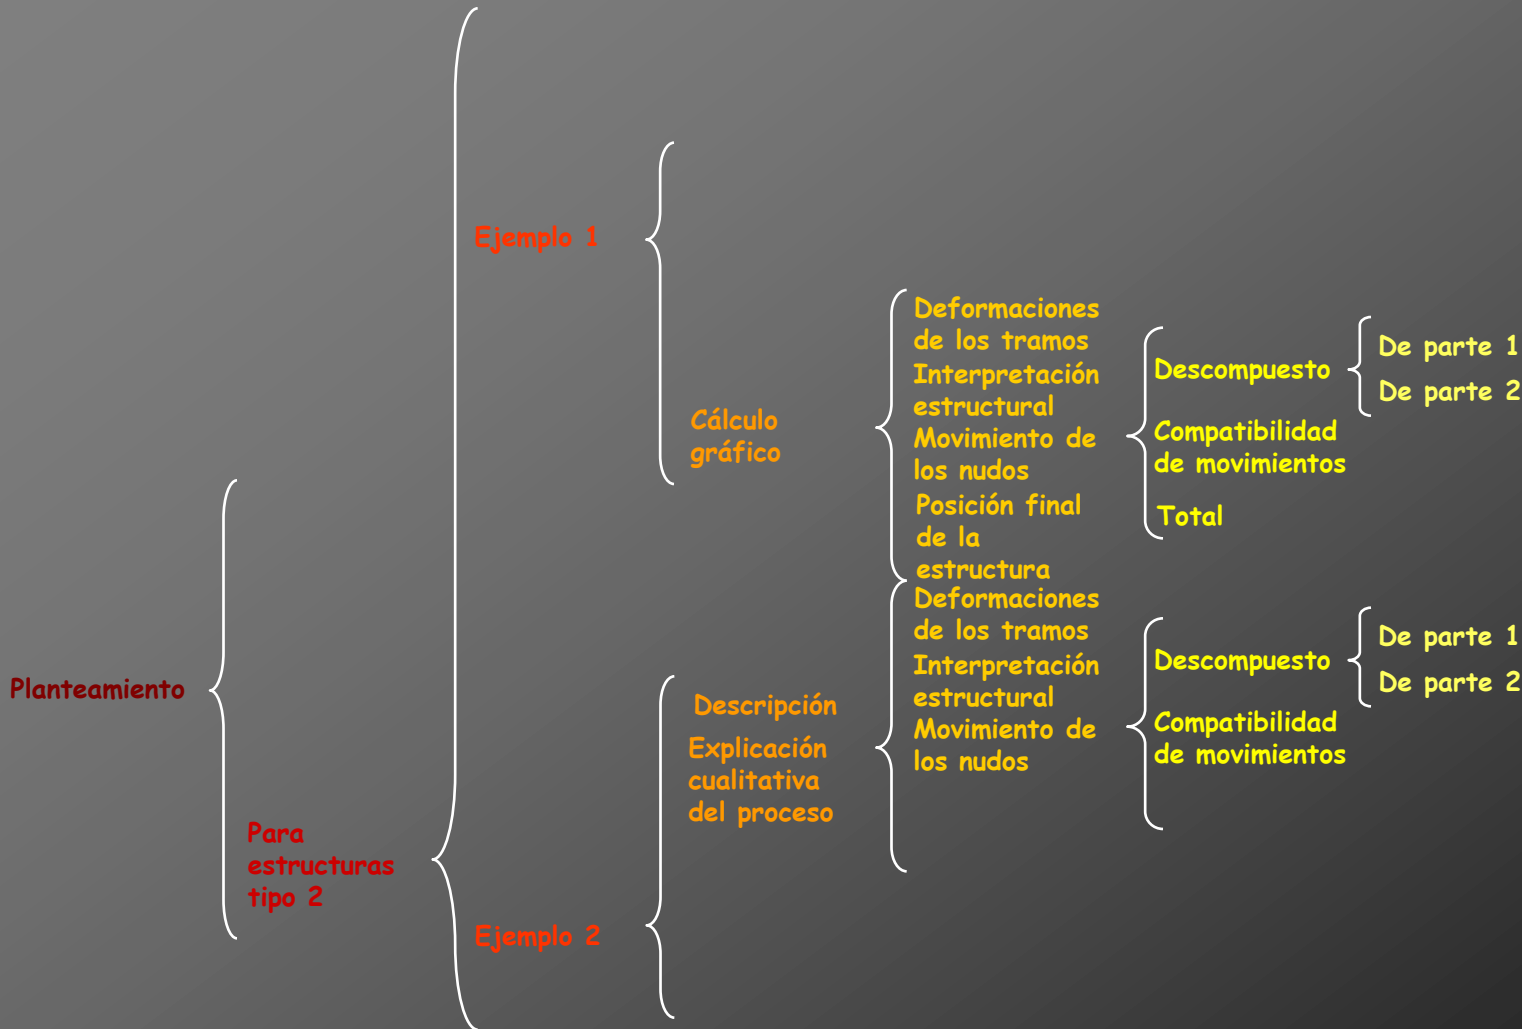 Planteamiento
Para
estructuras
tipo 2
Ejemplo 1
Cálculo
gráfico
Deformaciones
de los tramos
Interpretación
estructural
Movimiento de
los nudos
Posición final
de la
estructura
Descompuesto
De parte 1
De parte 2
Compatibilidad
de movimientos
Total
Ejemplo 2
Descripción
Explicación
cualitativa
del proceso
Deformaciones
de los tramos
Interpretación
estructural
Movimiento de
los nudos
Descompuesto
De parte 1
De parte 2
Compatibilidad
de movimientos